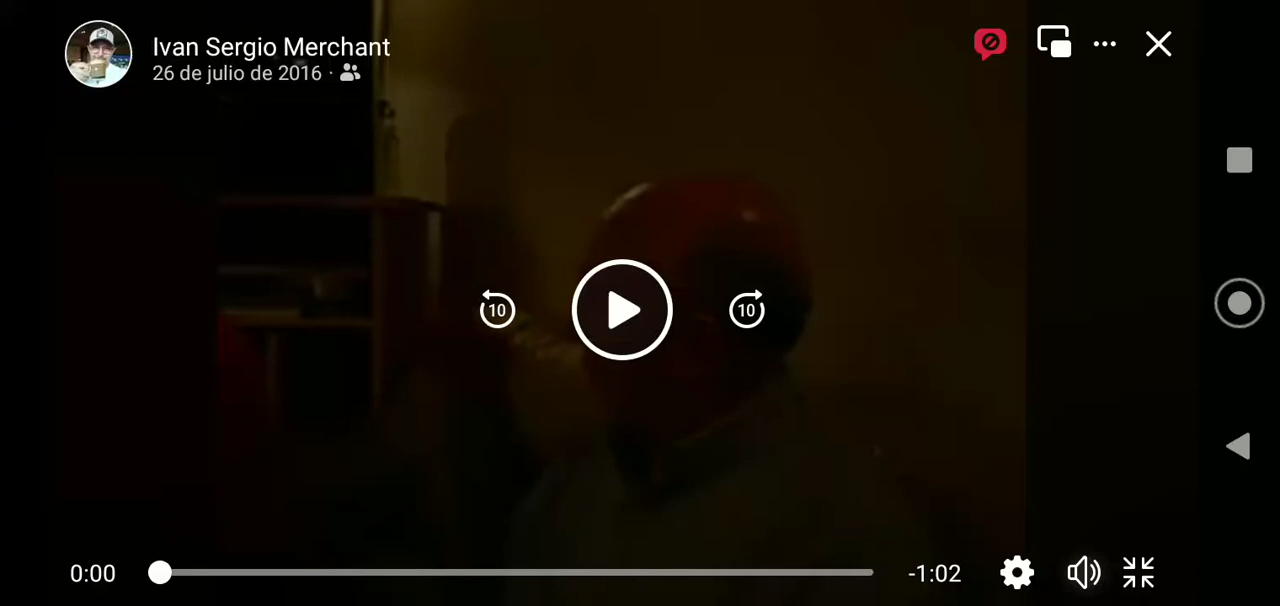 Ivan Sergio Merchant
26 de julio de 2016 ·
10
10
0:00
-1:02